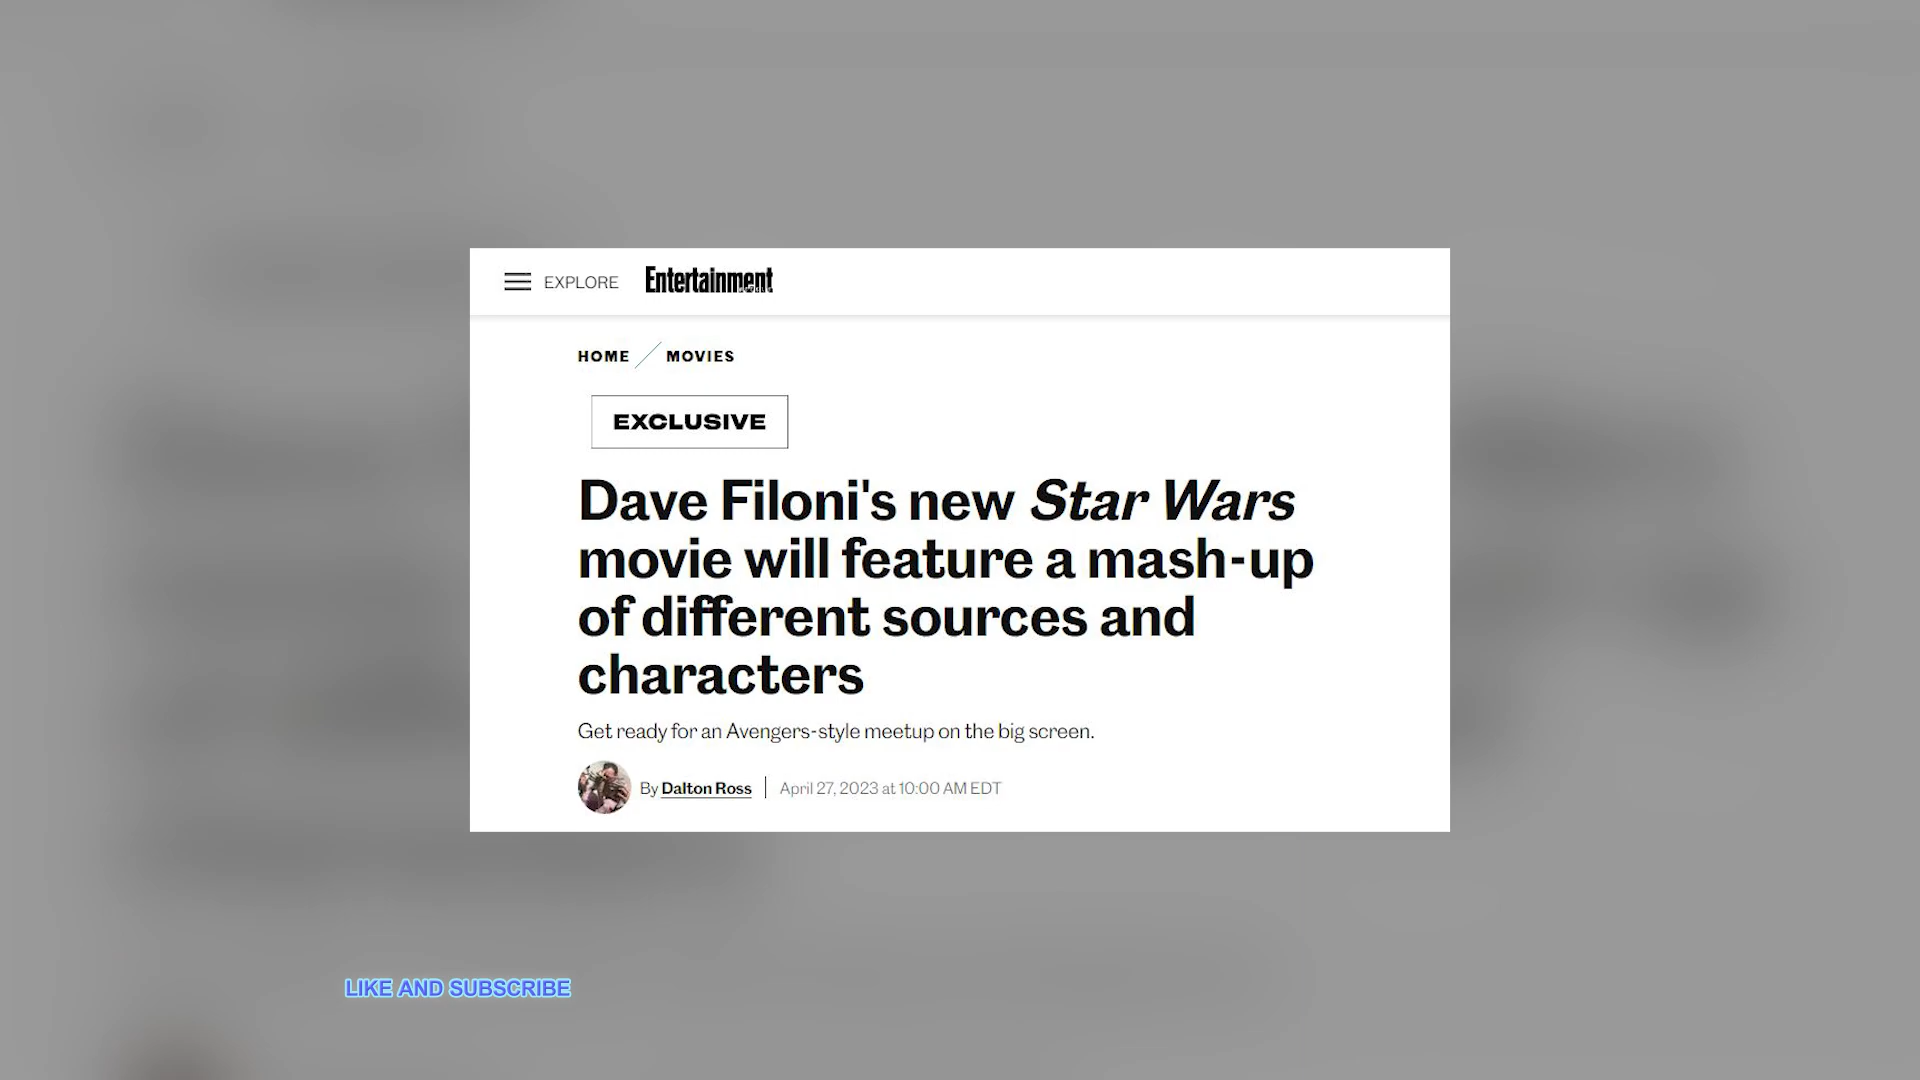 EXPLORE Entertainment
HOME / MOVIES
EXCLUSIVE
Dave Filoni's new Star Wars
movie will feature a mash-up
of different sources and
characters
Get ready for an Avengers-style meetup on the big screen.
By Dalton Ross | April 27, 2023 at 10:00 AM EDT
LIKE AND SUBSCRIBE